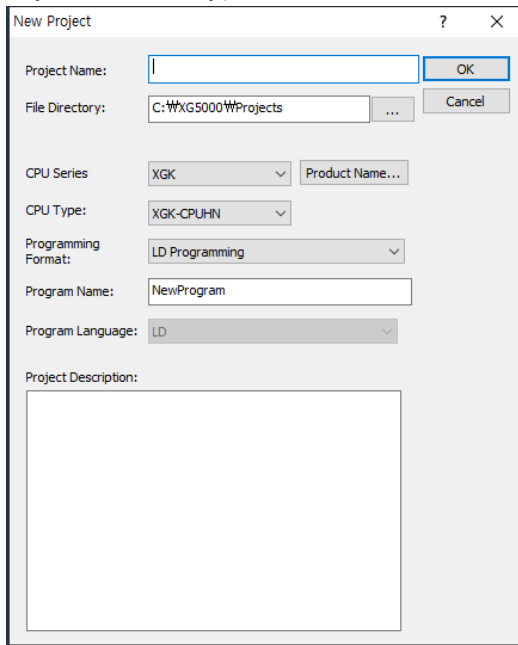 New Project ? ×
Project Name: OK
File Directory: C:₩XG5000₩Projects ... Cancel
CPU Series XGK Product Name...
CPU Type: XGK-CPUHN
Programming
Format: LD Programming
Program Name: NewProgram
Program Language: LD
Project Description: